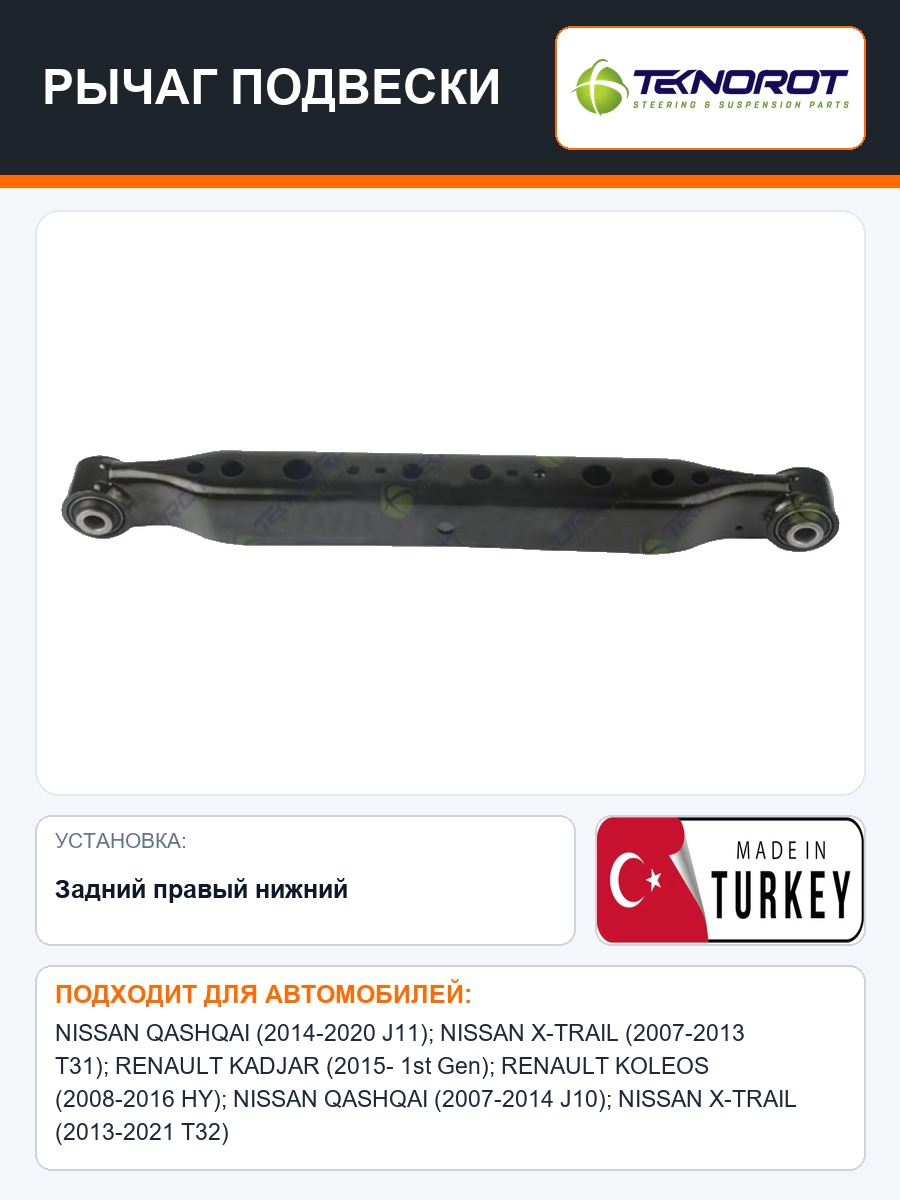 РЫЧАГ ПОДВЕСКИ
TEKNOROT
STEERING & SUSPENSION PARTS
УСТАНОВКА:
Задний правый нижний
MADE IN
TURKEY
ПОДХОДИТ ДЛЯ АВТОМОБИЛЕЙ:
NISSAN QASHQAI (2014-2020 J11); NISSAN X-TRAIL (2007-2013
T31); RENAULT KADJAR (2015- 1st Gen); RENAULT KOLEOS
(2008-2016 HY); NISSAN QASHQAI (2007-2014 J10); NISSAN X-TRAIL
(2013-2021 T32)